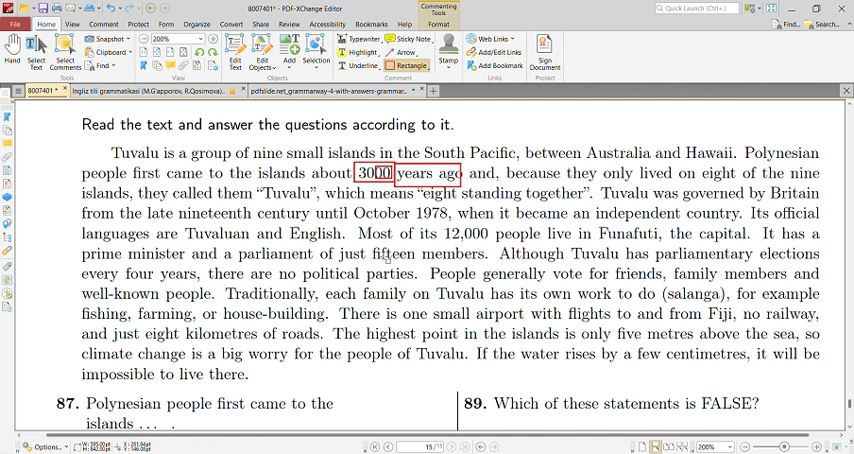 Commenting Tools
8007401* - PDF-XChange Editor
Quick Launch (Ctrl+.)
File Home View Comment Protect Form Organize Convert Share Review Accessibility Bookmarks Help Format
Find... Search...
Hand Select Text Select Comments
Snapshot
Clipboard
Find
Tools
200%
View
Edit Text Edit Objects Add Selection
Objects
Typewriter Sticky Note
Highlight Arrow
Underline Rectangle
Stamp
Comment
Web Links
Add/Edit Links
Add Bookmark
Links
Sign Document
Protect
8007401 * Ingliz tili grammatikasi (M.G'apporov, R.Qosimova).. pdfslide.net_grammarway-4-with-answers-grammar.. *
Read the text and answer the questions according to it.
Tuvalu is a group of nine small islands in the South Pacific, between Australia and Hawaii. Polynesian
people first came to the islands about 3000 years ago and, because they only lived on eight of the nine
islands, they called them “Tuvalu”, which means “eight standing together”. Tuvalu was governed by Britain
from the late nineteenth century until October 1978, when it became an independent country. Its official
languages are Tuvaluan and English. Most of its 12,000 people live in Funafuti, the capital. It has a
prime minister and a parliament of just fifteen members. Although Tuvalu has parliamentary elections
every four years, there are no political parties. People generally vote for friends, family members and
well-known people. Traditionally, each family on Tuvalu has its own work to do (salanga), for example
fishing, farming, or house-building. There is one small airport with flights to and from Fiji, no railway,
and just eight kilometres of roads. The highest point in the islands is only five metres above the sea, so
climate change is a big worry for the people of Tuvalu. If the water rises by a few centimetres, it will be
impossible to live there.
87. Polynesian people first came to the
islands ... .
89. Which of these statements is FALSE?
Options... 15/15 200%